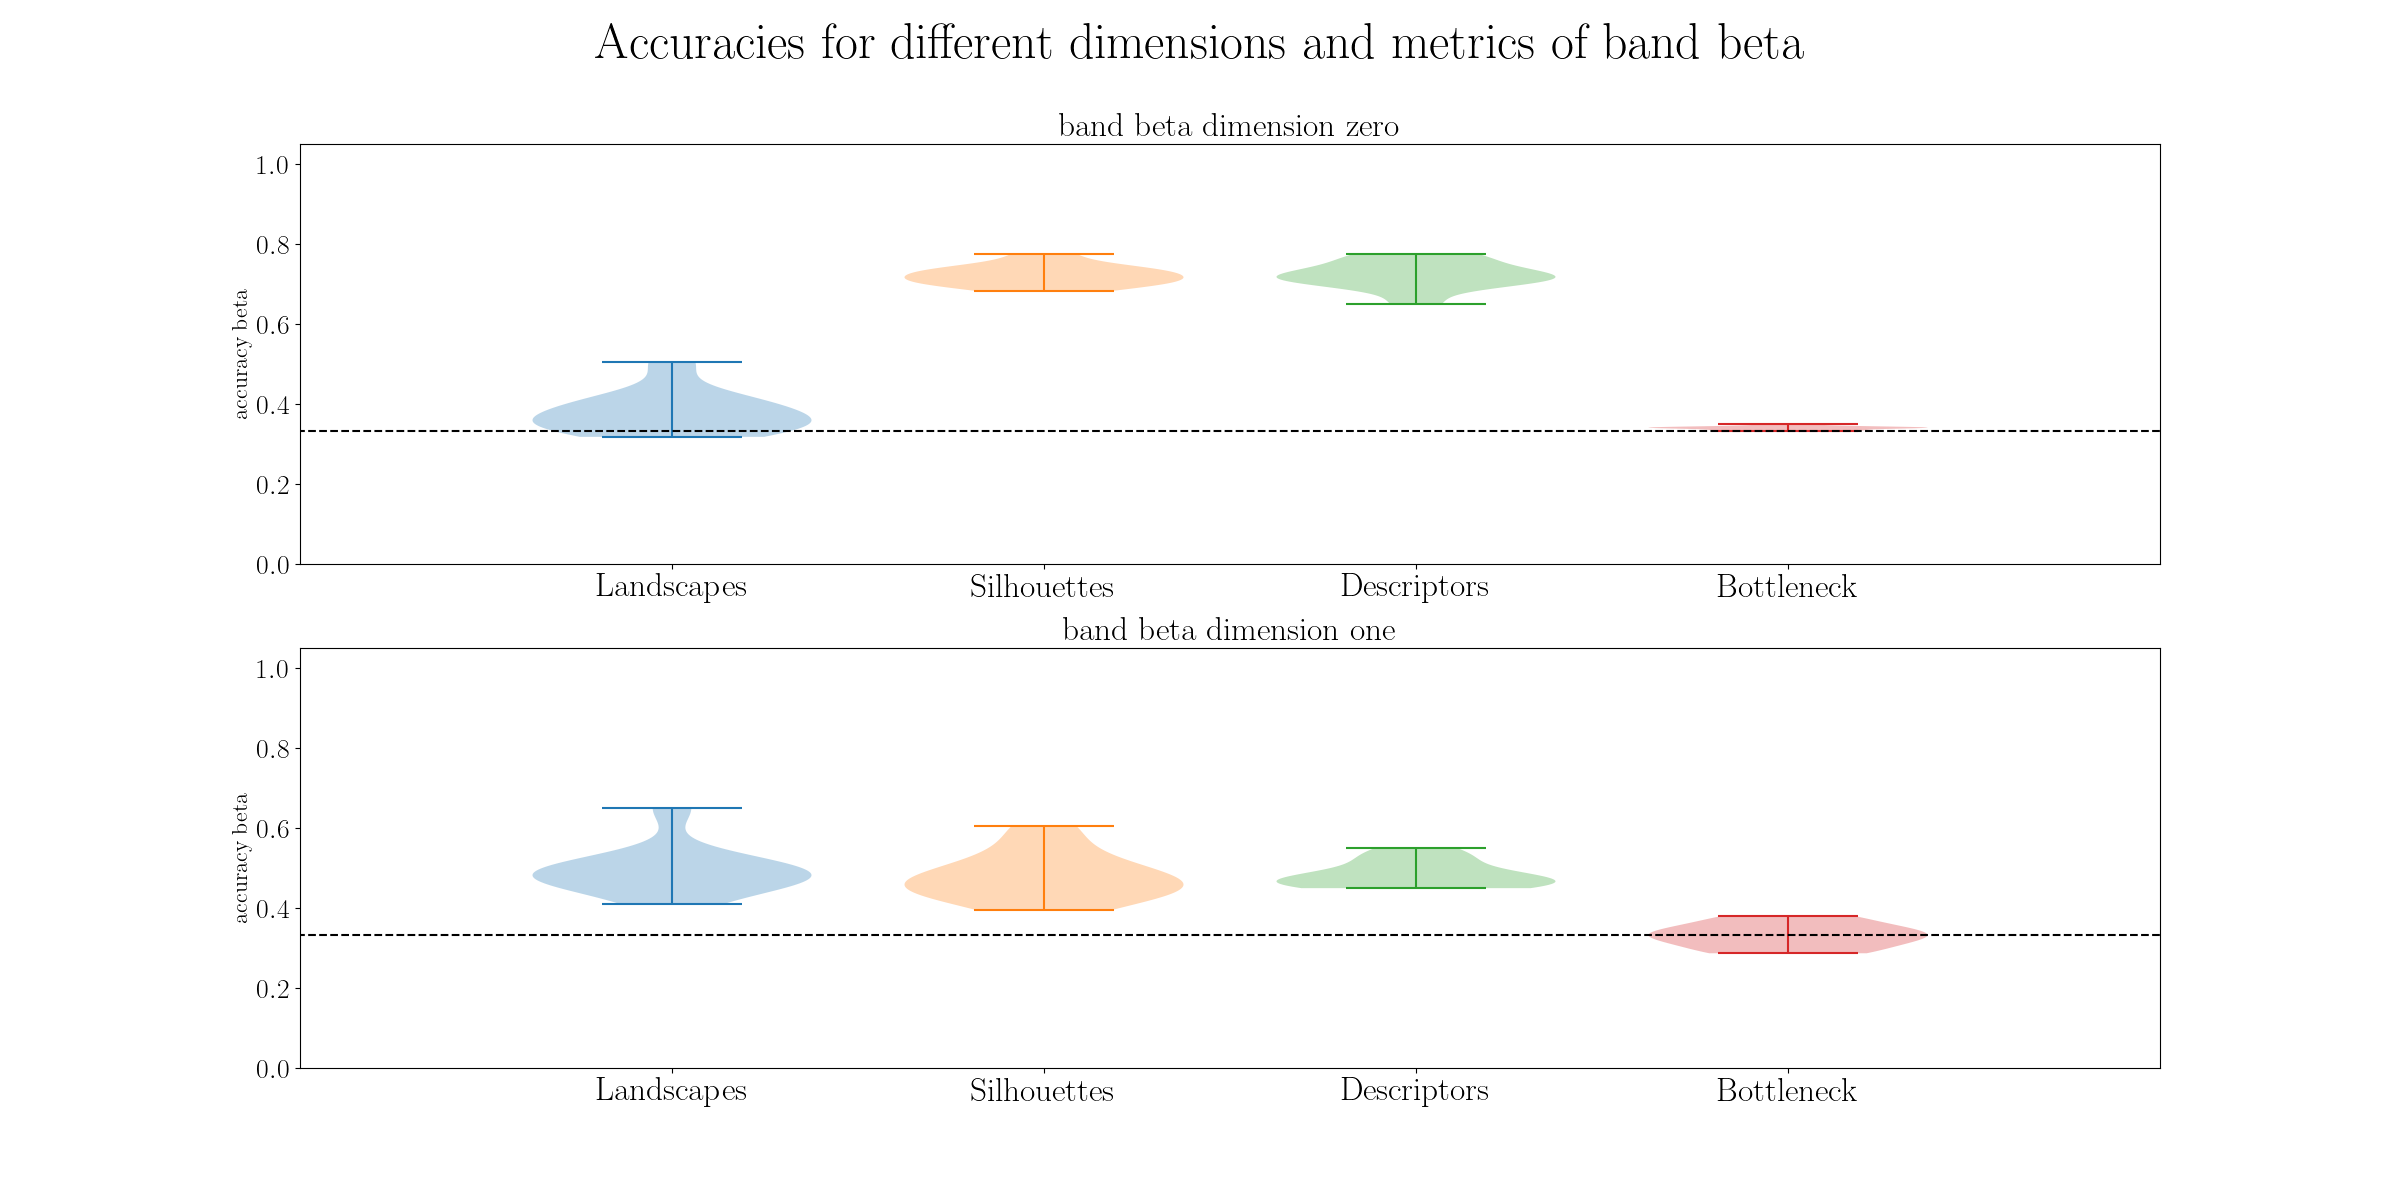 Accuracies for different dimensions and metrics of band beta
band beta dimension zero
1.0
0.8
0.6
0.4
0.2
0.0
accuracy beta
Landscapes Silhouettes Descriptors Bottleneck
band beta dimension one
1.0
0.8
0.6
0.4
0.2
0.0
accuracy beta
Landscapes Silhouettes Descriptors Bottleneck